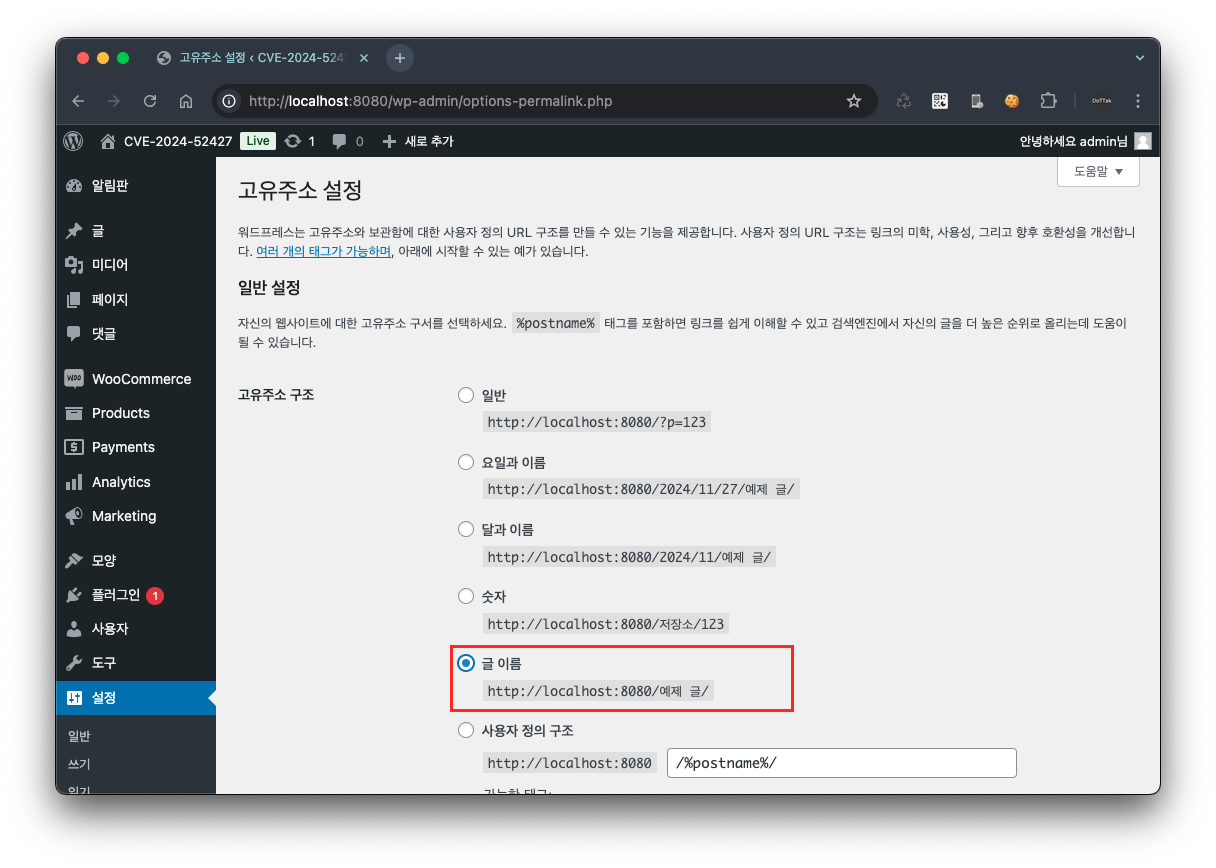 고유주소 설정 ‹ CVE-2024-524
http://localhost:8080/wp-admin/options-permalink.php
DoTTak
CVE-2024-52427 Live 1 0 새로 추가 안녕하세요 admin님
도움말
알림판
글
미디어
페이지
댓글
WOO WooCommerce
Products
Payments
Analytics
Marketing
모양
플러그인 1
사용자
도구
설정
일반
쓰기
읽기
고유주소 설정
워드프레스는 고유주소와 보관함에 대한 사용자 정의 URL 구조를 만들 수 있는 기능을 제공합니다. 사용자 정의 URL 구조는 링크의 미학, 사용성, 그리고 향후 호환성을 개선합니
다. 여러 개의 태그가 가능하며, 아래에 시작할 수 있는 예가 있습니다.
일반 설정
자신의 웹사이트에 대한 고유주소 구서를 선택하세요. %postname% 태그를 포함하면 링크를 쉽게 이해할 수 있고 검색엔진에서 자신의 글을 더 높은 순위로 올리는데 도움이
될 수 있습니다.
고유주소 구조
일반
http://localhost:8080/?p=123
요일과 이름
http://localhost:8080/2024/11/27/예제 글/
달과 이름
http://localhost:8080/2024/11/예제 글/
숫자
http://localhost:8080/저장소/123
글 이름
http://localhost:8080/예제 글/
사용자 정의 구조
http://localhost:8080 /%postname%/
가능한 태그: